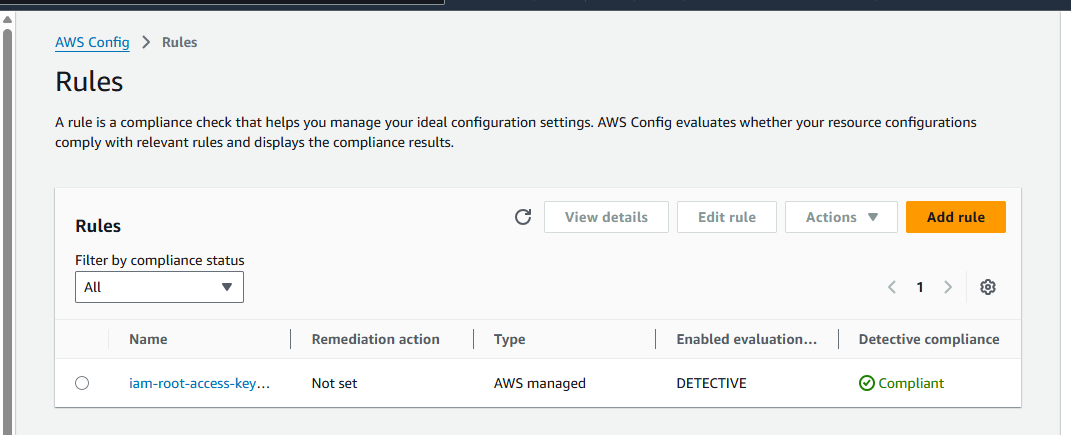 AWS Config > Rules
Rules
A rule is a compliance check that helps you manage your ideal configuration settings. AWS Config evaluates whether your resource configurations
comply with relevant rules and displays the compliance results.
Rules
View details Edit rule Actions Add rule
Filter by compliance status
All
1
Name Remediation action Type Enabled evaluation... Detective compliance
iam-root-access-key... Not set AWS managed DETECTIVE Compliant